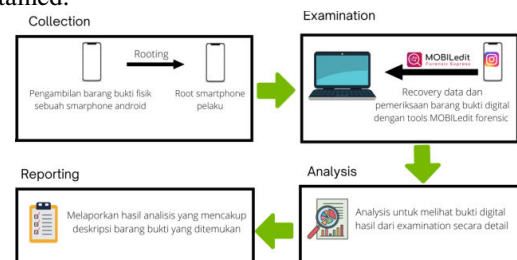 tained.
Collection
Rooting
Pengambilan barang bukti fisik
sebuah smarphone android
Root smartphone
pelaku
Examination
MOBILedit
Forensic Express
Recovery data dan
pemeriksaan barang bukti digital
dengan tools MOBILedit forensic
Analysis
Analysis untuk melihat bukti digital
hasil dari examination secara detail
Reporting
Melaporkan hasil analisis yang mencakup
deskripsi barang bukti yang ditemukan